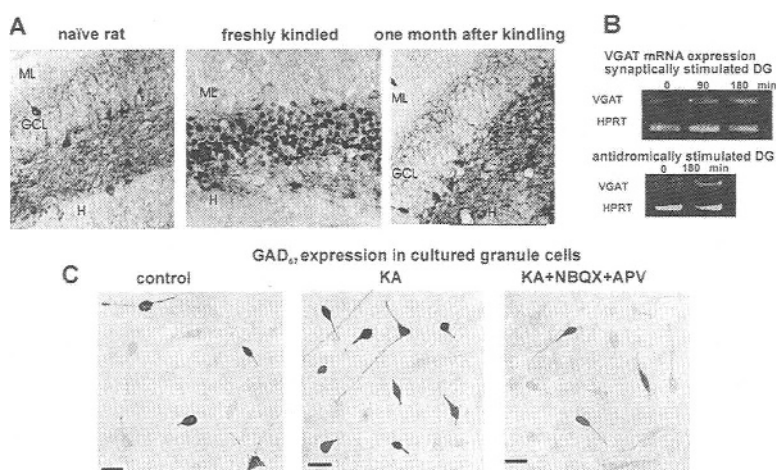 A
naïve rat
freshly kindled
one month after kindling
ML
GCL
H
ML
H
ML
GCL
H
B
VGAT mRNA expression
synaptically stimulated DG
0 90 180 min
VGAT
HPRT
antidromically stimulated DG
0 180 min
VGAT
HPRT
C
GAD₆₇ expression in cultured granule cells
control
KA
KA+NBQX+APV